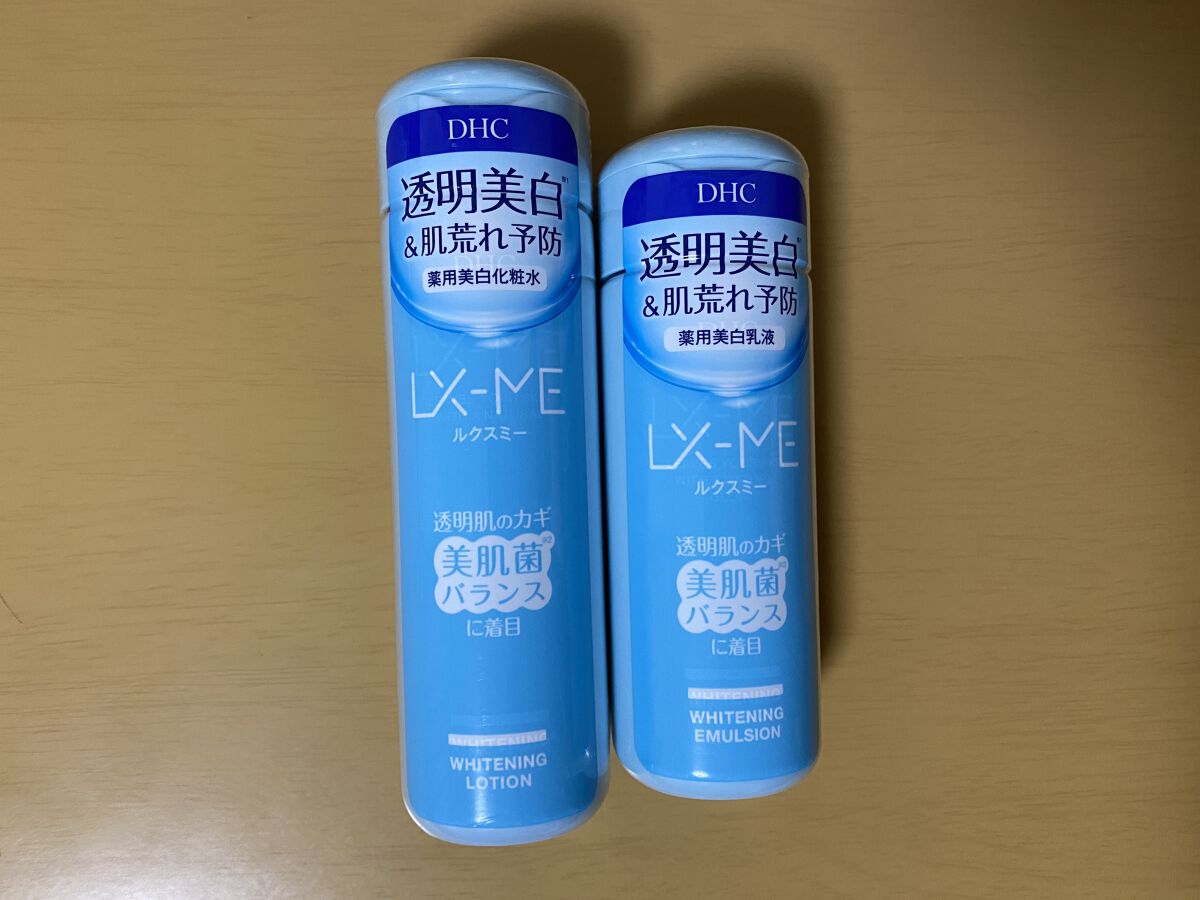 DHC
透明美白※1
&肌荒れ予防
薬用美白化粧水
LX-ME
ルクスミー
透明肌のカギ
美肌菌※2
バランス
に着目
WHITENING
WHITENING
LOTION
DHC
透明美白
&肌荒れ予防
薬用美白乳液
LX-ME
ルクスミー
透明肌のカギ
美肌菌
バランス
に着目
WHITENING
WHITENING
EMULSION